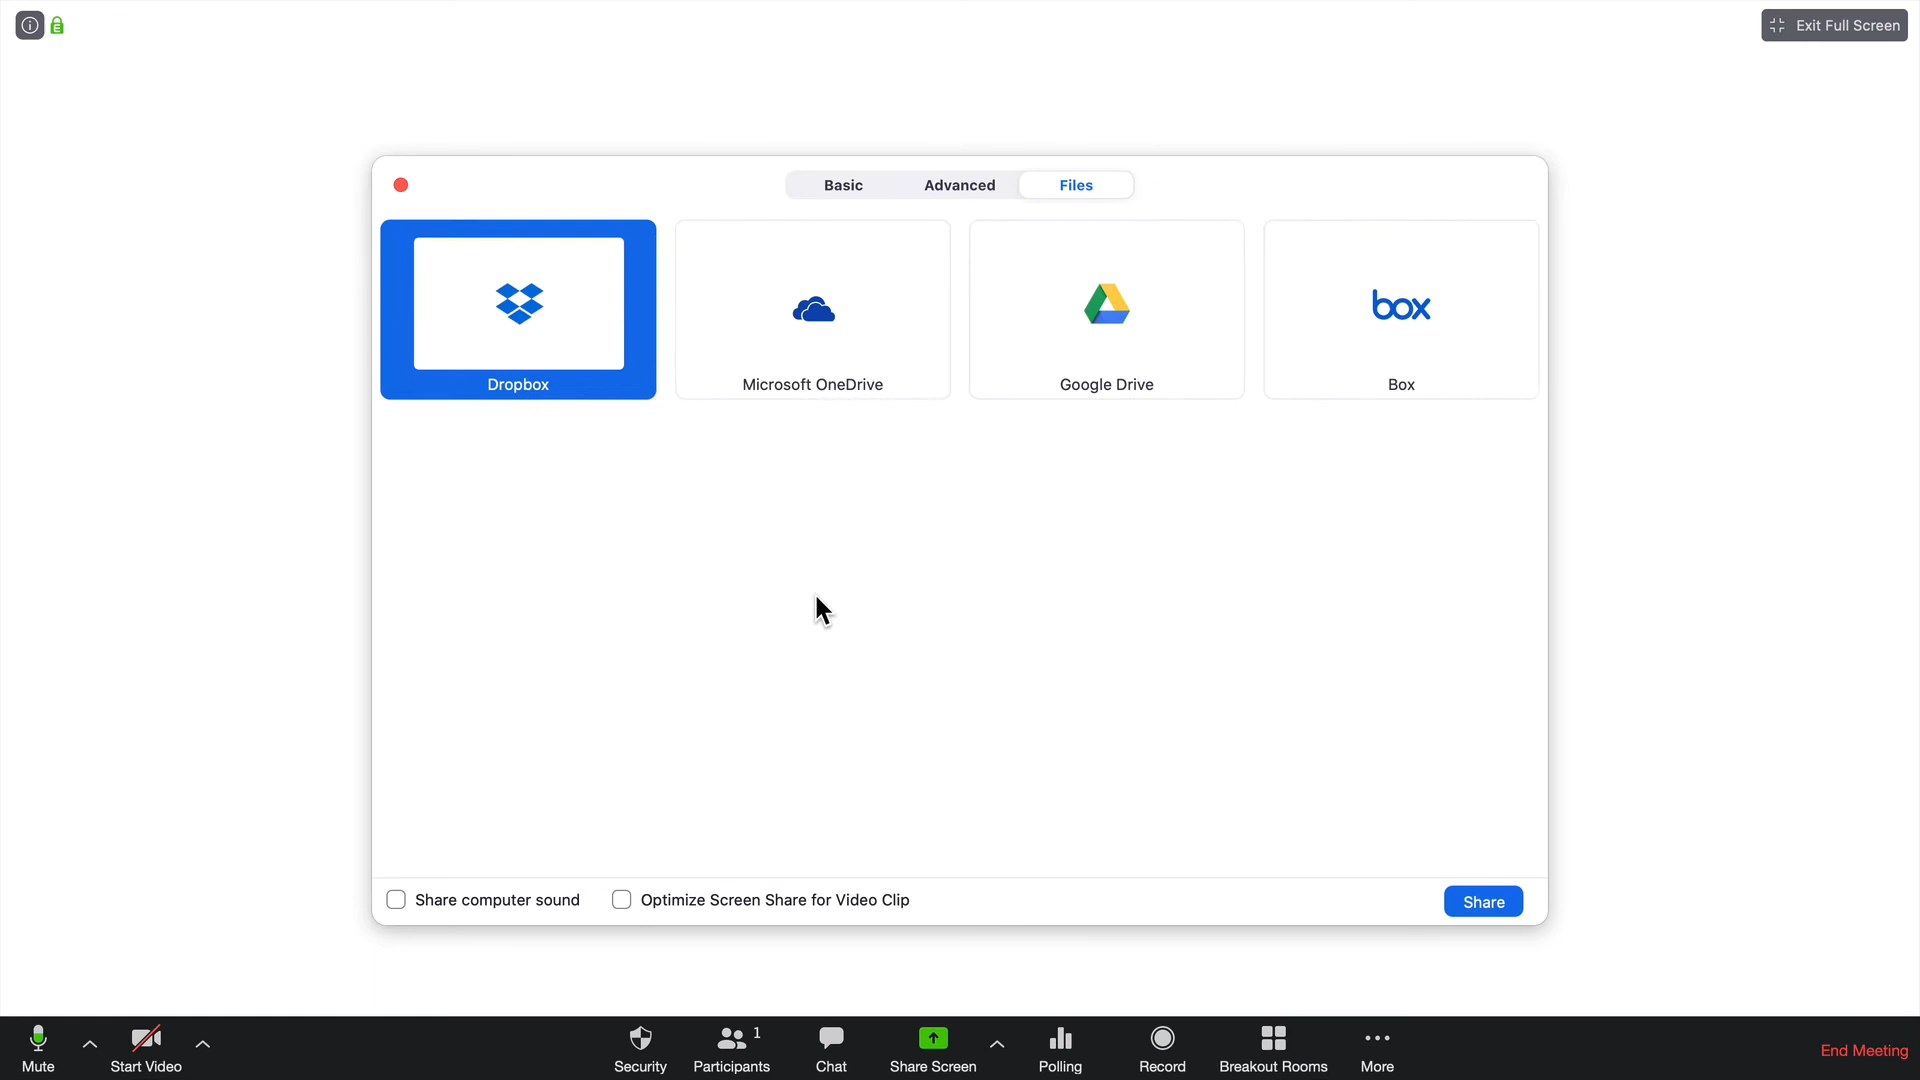 Exit Full Screen
Basic Advanced Files
box
Dropbox Microsoft OneDrive Google Drive Box
Share computer sound Optimize Screen Share for Video Clip Share
1
Mute Start Video Security Participants Chat Share Screen Polling Record Breakout Rooms More End Meeting